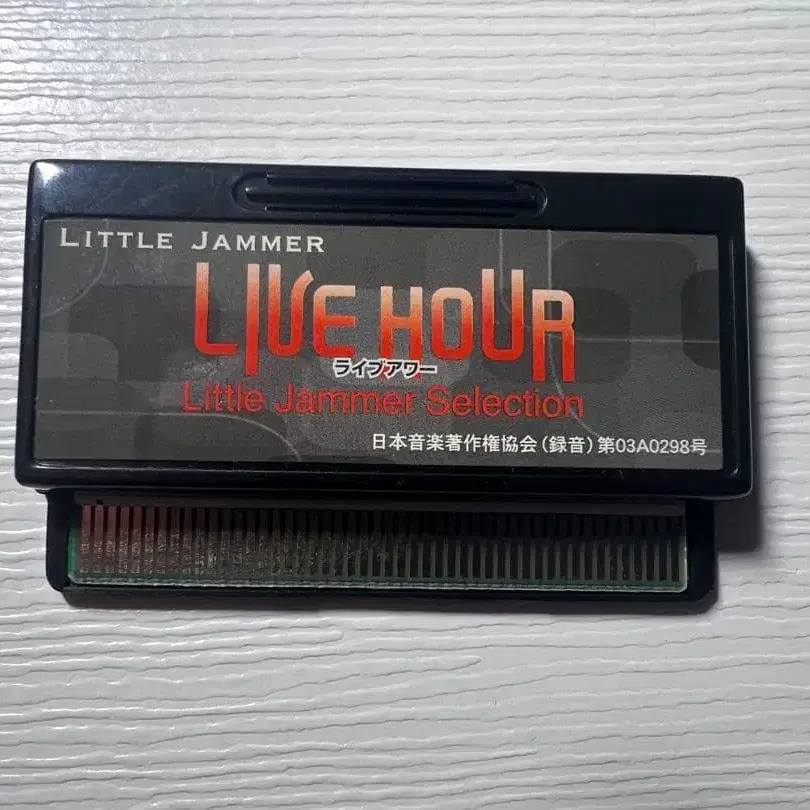 LITTLE JAMMER
LIVE HOUR
ライブアワー
Little Jammer Selection
日本音楽著作権協会(録音)第03A0298号